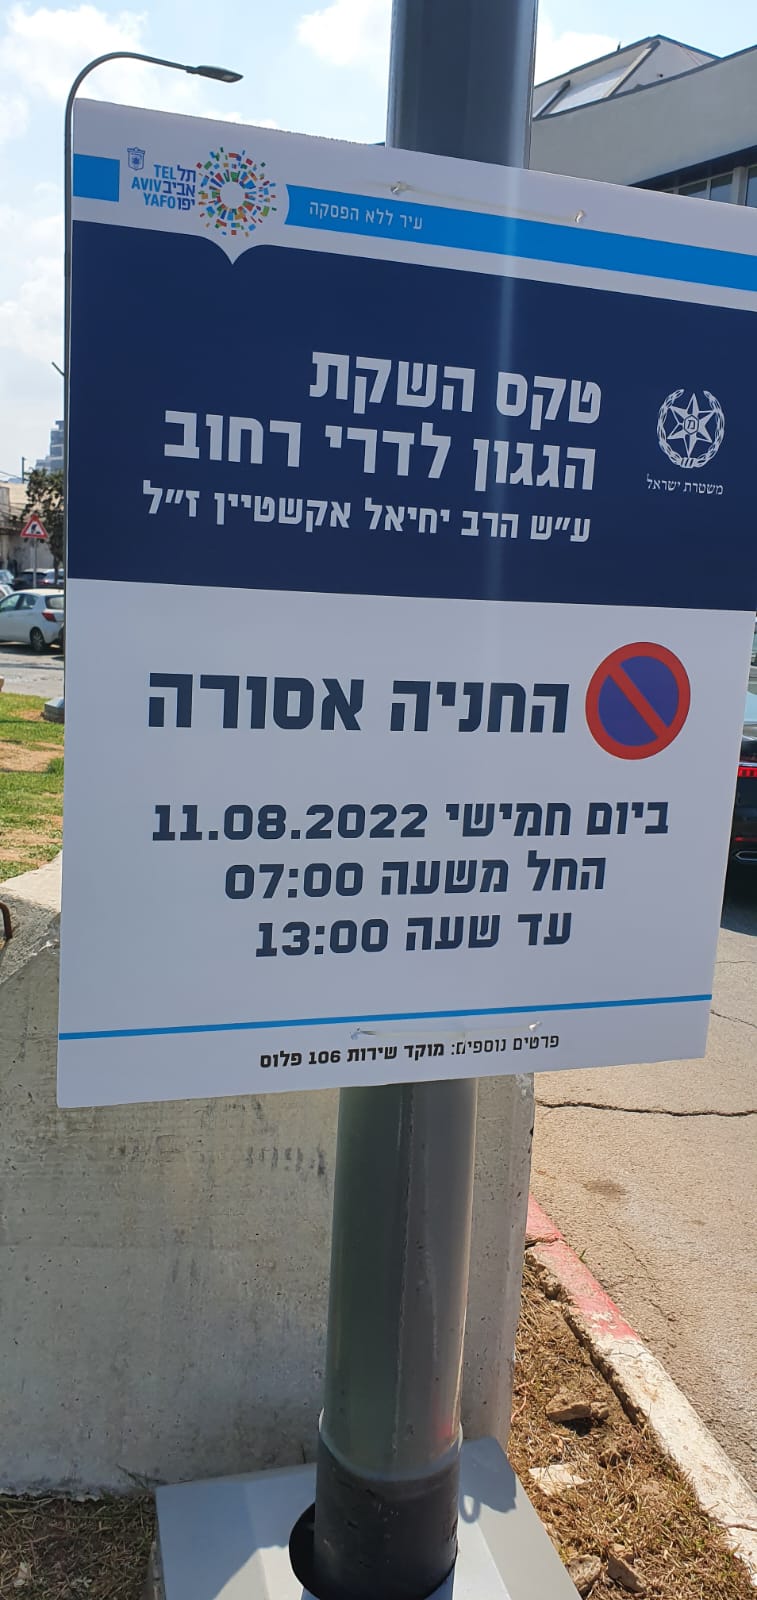 תל TEL
אביב AVIV
יפו YAFO
עיר ללא הפסקה
טקס השקת
הגגון לדרי רחוב
ע״ש הרב יחיאל אקשטיין ז״ל
משטרת ישראל
החניה אסורה
ביום חמישי 11.08.2022
החל משעה 07:00
עד שעה 13:00
פרטים נוספים: מוקד שירות 106 פלוס